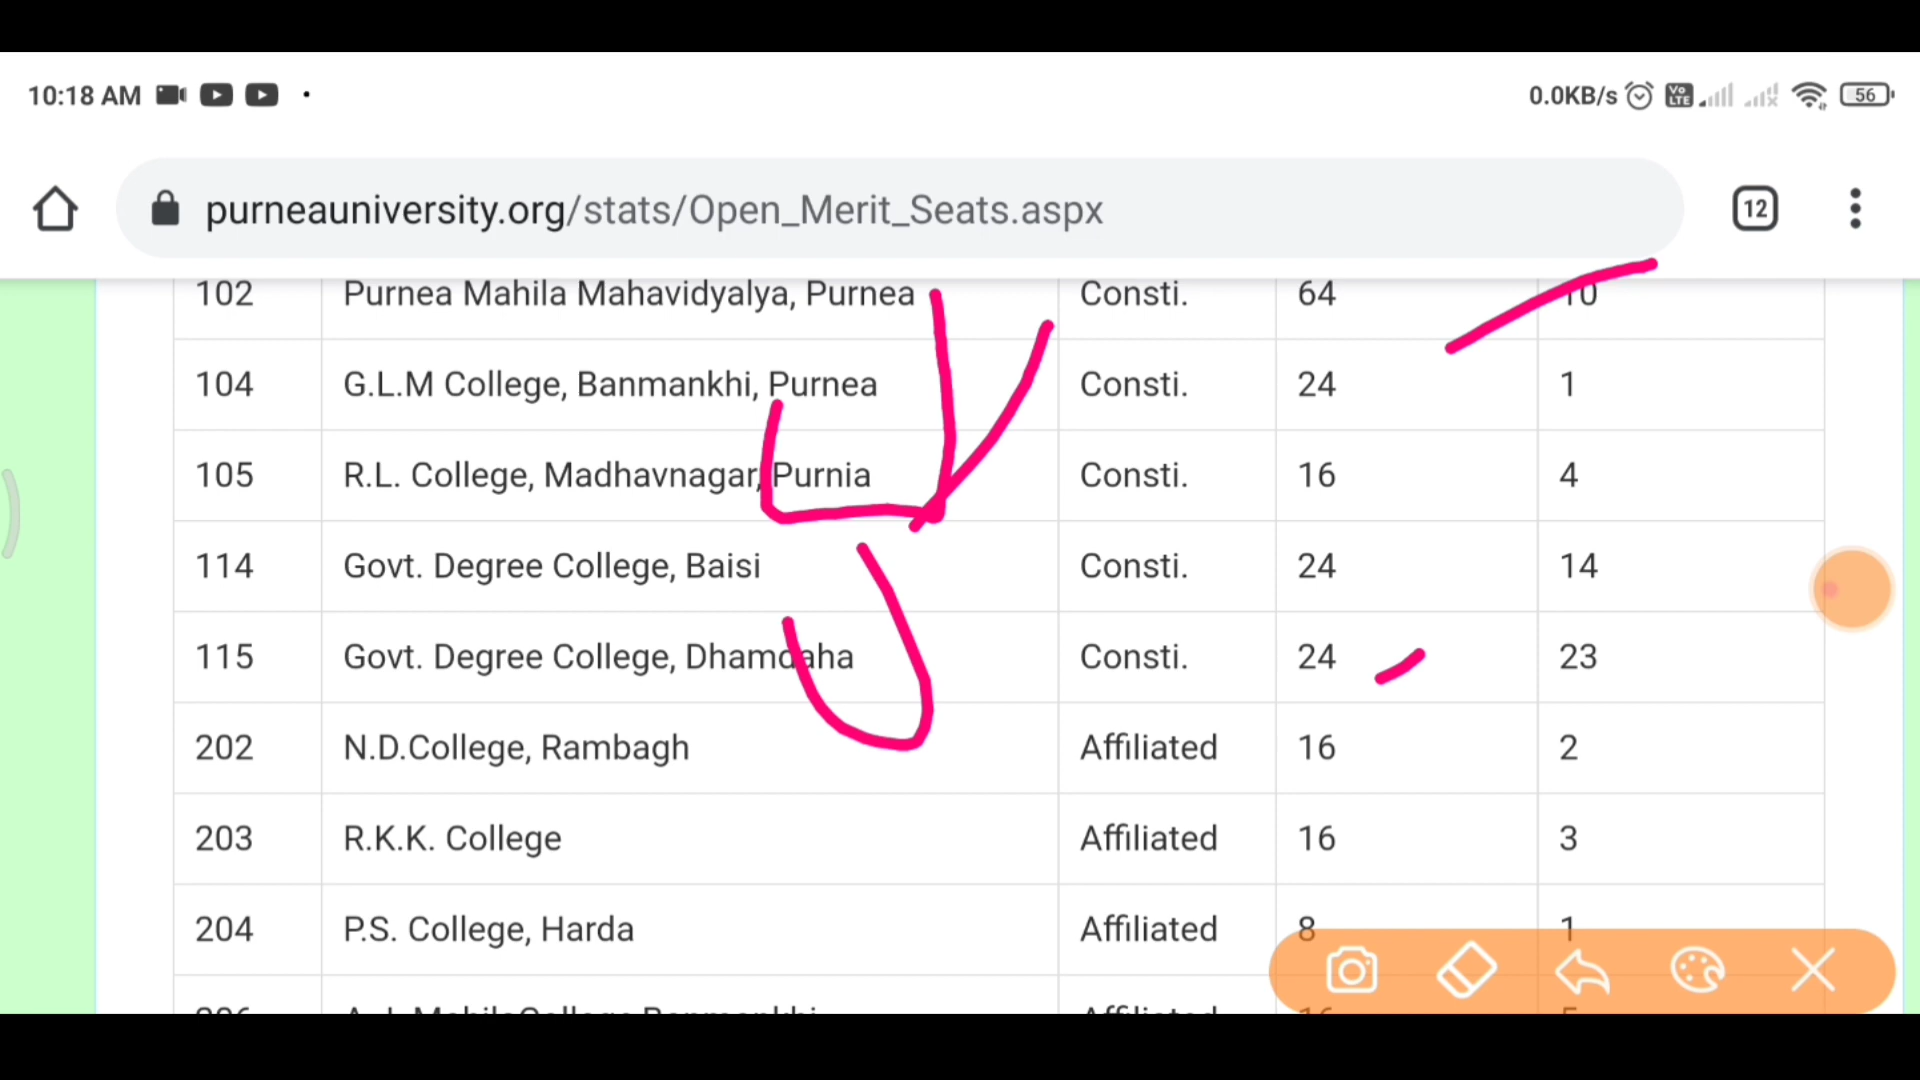 10:18 AM 0.0KB/s Vo LTE 56
purneauniversity.org/stats/Open_Merit_Seats.aspx 12
102 Purnea Mahila Mahavidyalya, Purnea Consti. 64 10
104 G.L.M College, Banmankhi, Purnea Consti. 24 1
105 R.L. College, Madhavnagar, Purnia Consti. 16 4
114 Govt. Degree College, Baisi Consti. 24 14
115 Govt. Degree College, Dhamdaha Consti. 24 23
202 N.D.College, Rambagh Affiliated 16 2
203 R.K.K. College Affiliated 16 3
204 P.S. College, Harda Affiliated 8 1